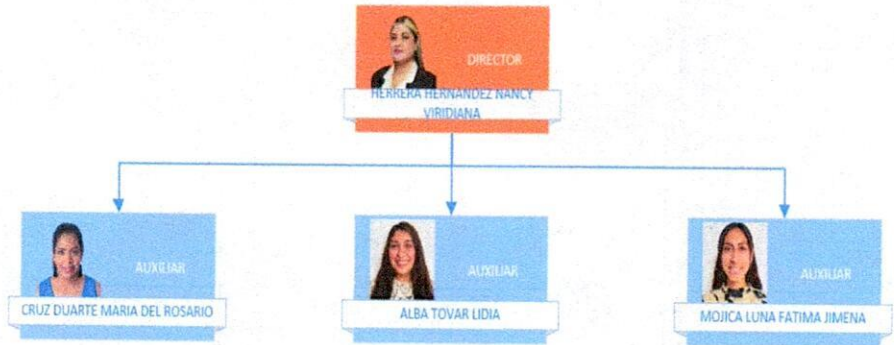 DIRECTOR
HERRERA HERNANDEZ NANCY
VIRIDIANA
AUXILIAR
CRUZ DUARTE MARIA DEL ROSARIO
AUXILIAR
ALBA TOVAR LIDIA
AUXILIAR
MOJICA LUNA FATIMA JIMENA